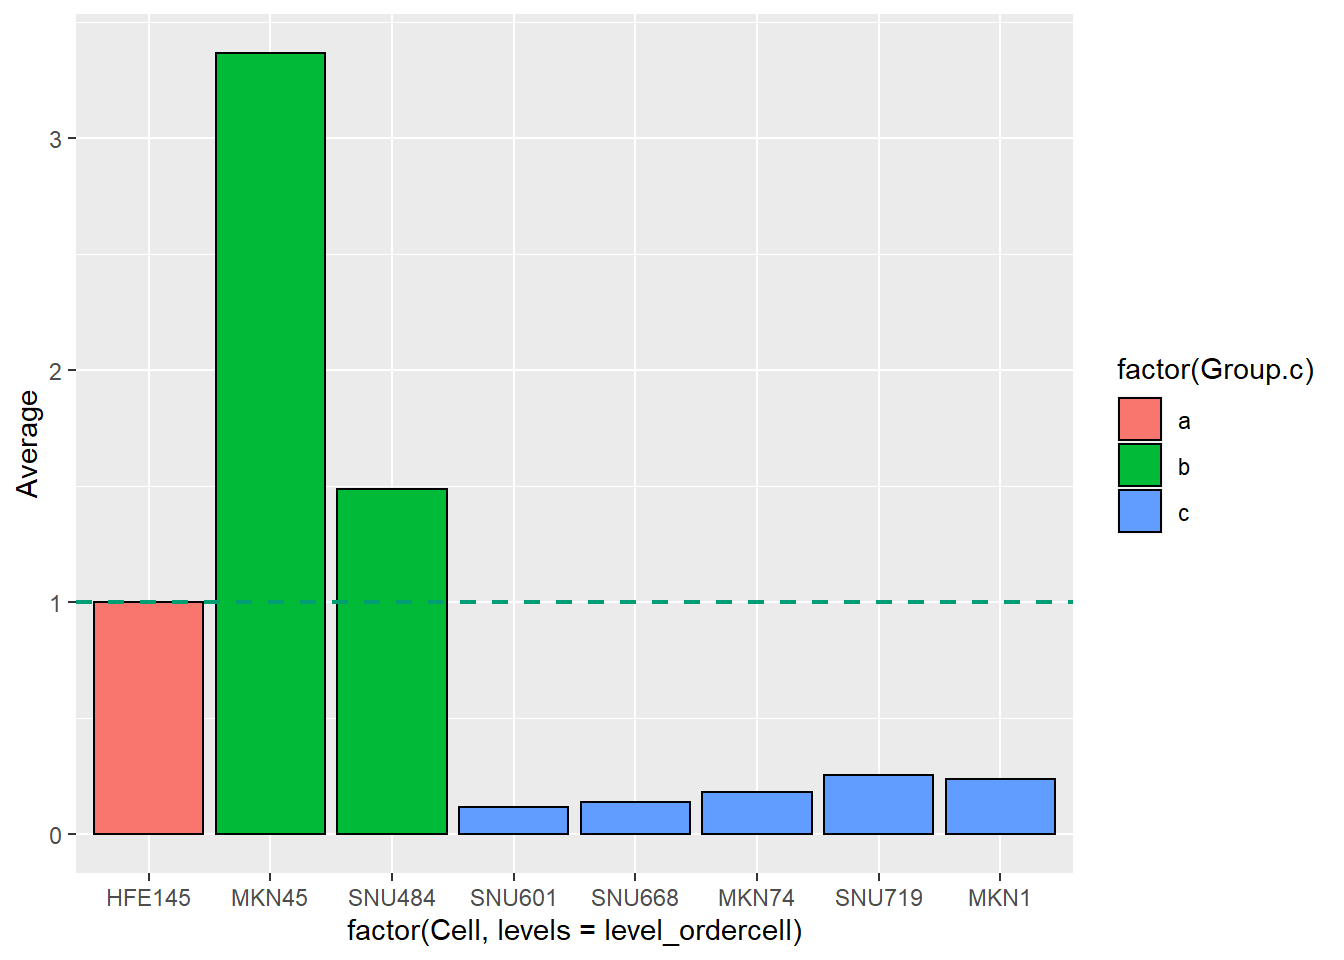 3
2
1
0
Average
HFE145 MKN45 SNU484 SNU601 SNU668 MKN74 SNU719 MKN1
factor(Cell, levels = level_ordercell)
factor(Group.c)
a
b
c